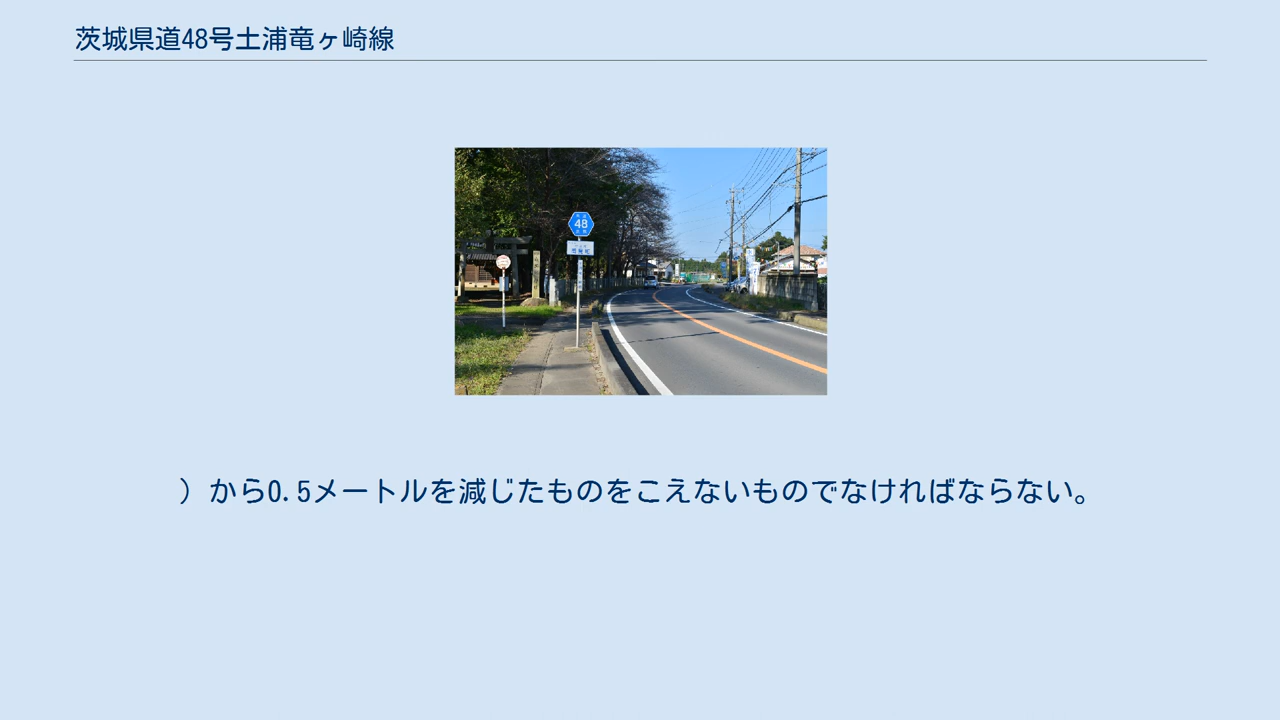 茨城県道48号土浦竜ヶ崎線
48
）から0.5メートルを減じたものをこえないものでなければならない。